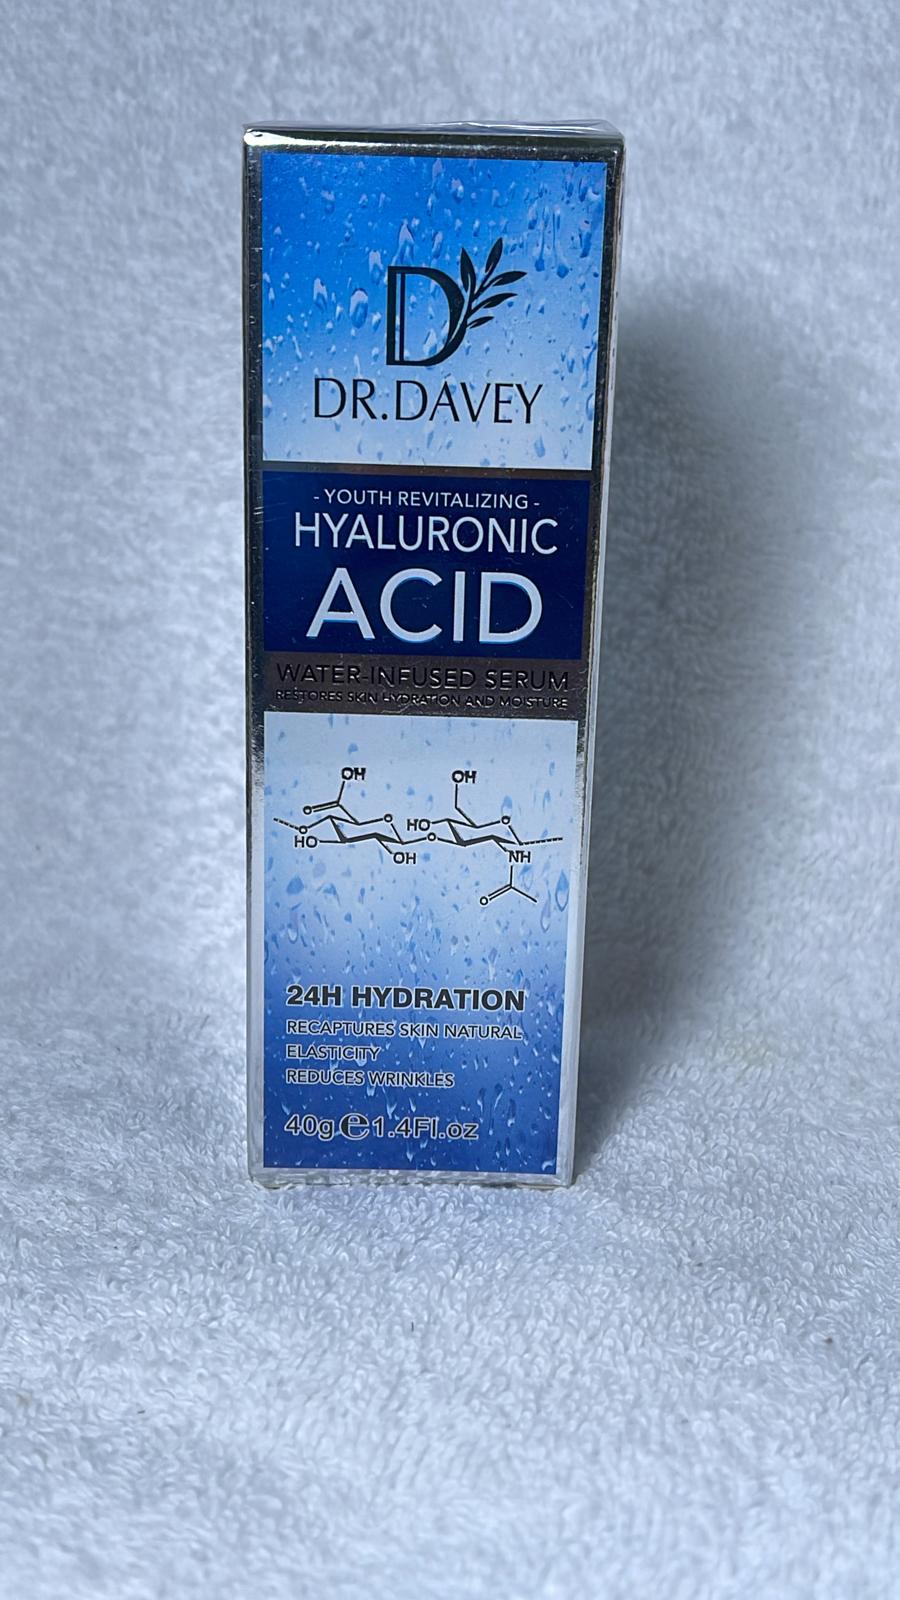 D
DR.DAVEY
- YOUTH REVITALIZING -
HYALURONIC
ACID
WATER-INFUSED SERUM
RESTORES SKIN HYDRATION AND MOISTURE
OH
OH
O
O
O
O
HO
HO
O
OH
NH
O
24H HYDRATION
RECAPTURES SKIN NATURAL
ELASTICITY
REDUCES WRINKLES
40g e 1.4Fl.oz